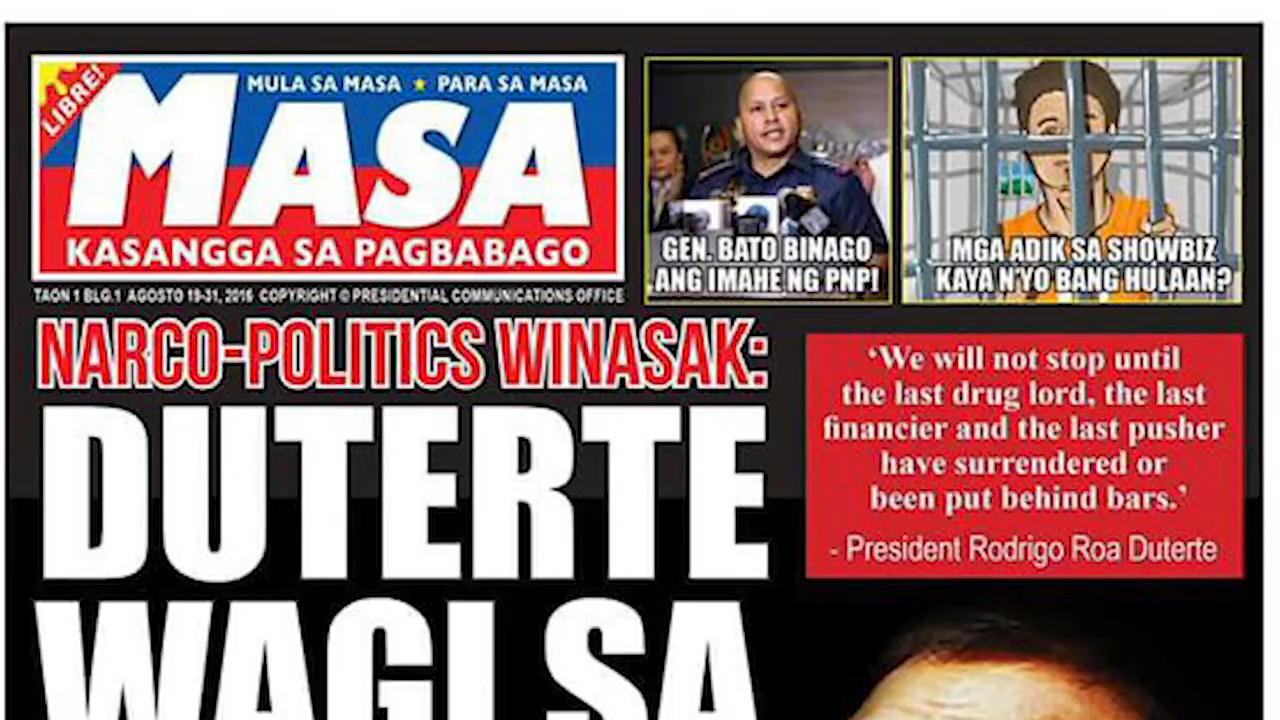 LIBRE!
MULA SA MASA ★ PARA SA MASA
MASA
KASANGGA SA PAGBABAGO
TAON 1 BLG.1 AGOSTO 19-31, 2016 COPYRIGHT © PRESIDENTIAL COMMUNICATIONS OFFICE
GEN. BATO BINAGO
ANG IMAHE NG PNP!
MGA ADIK SA SHOWBIZ
KAYA N'YO BANG HULAAN?
NARCO-POLITICS WINASAK:
DUTERTE
WAGI SA
‘We will not stop until
the last drug lord, the last
financier and the last pusher
have surrendered or
been put behind bars.’
- President Rodrigo Roa Duterte